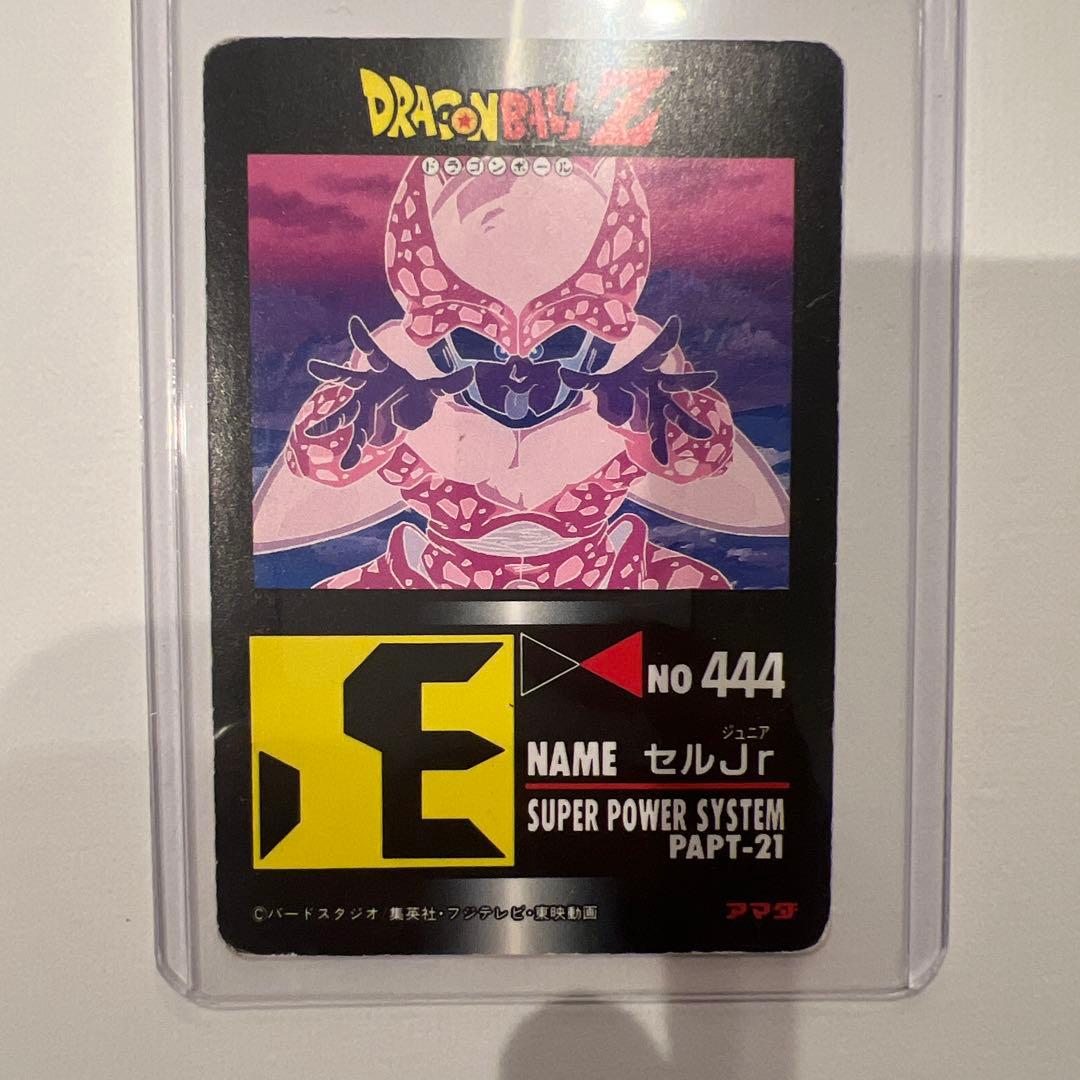 DRAGON BALL Z
ドラゴンボール
NO 444
ジュニア
NAME セルJr
SUPER POWER SYSTEM
PAPT-21
©バードスタジオ/集英社・フジテレビ・東映動画
アマダ